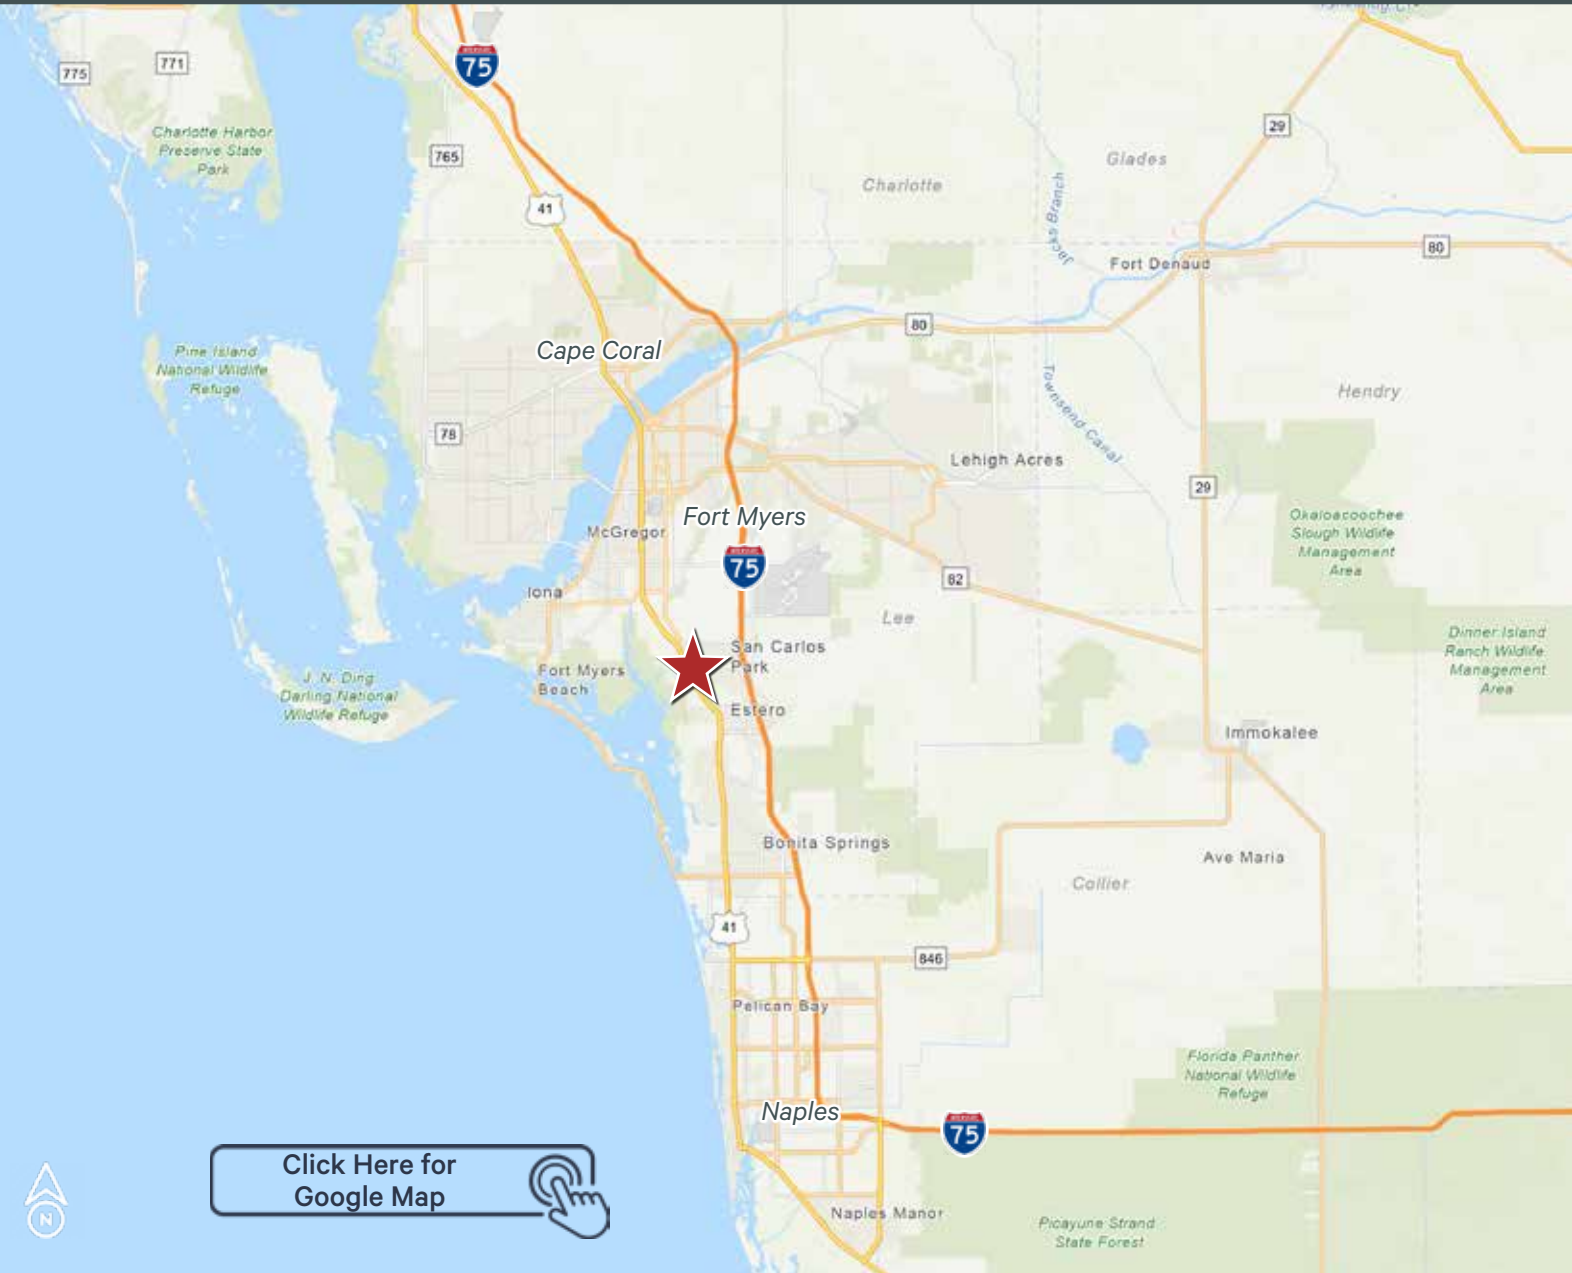 75
775
771
Charlotte Harbor
Preserve State
Park
765
29
Glades
Charlotte
Jacks Branch
41
80
Fort Denaud
80
Cape Coral
Pine Island
National Wildlife
Refuge
Townsend Canal
Hendry
78
Lehigh Acres
29
Fort Myers
McGregor
Okaloacoochee
Slough Wildlife
Management
Area
75
82
Iona
Lee
San Carlos
Park
Dinner Island
Ranch Wildlife
Management
Area
Fort Myers
Beach
J. N. Ding
Darling National
Wildlife Refuge
Estero
Immokalee
Bonita Springs
Ave Maria
Collier
41
846
Pelican Bay
Florida Panther
National Wildlife
Refuge
Naples
75
Click Here for
Google Map
N
Naples Manor
Picayune Strand
State Forest